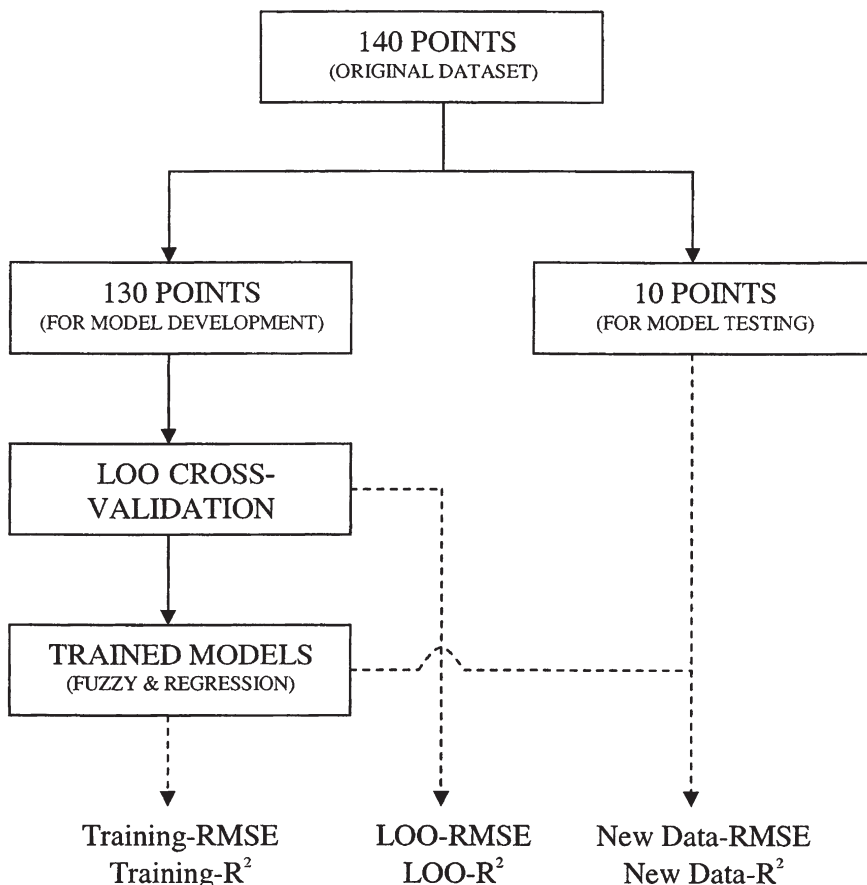 140 POINTS
(ORIGINAL DATASET)
130 POINTS
(FOR MODEL DEVELOPMENT)
10 POINTS
(FOR MODEL TESTING)
LOO CROSS-
VALIDATION
TRAINED MODELS
(FUZZY & REGRESSION)
Training-RMSE
Training-R²
LOO-RMSE
LOO-R²
New Data-RMSE
New Data-R²